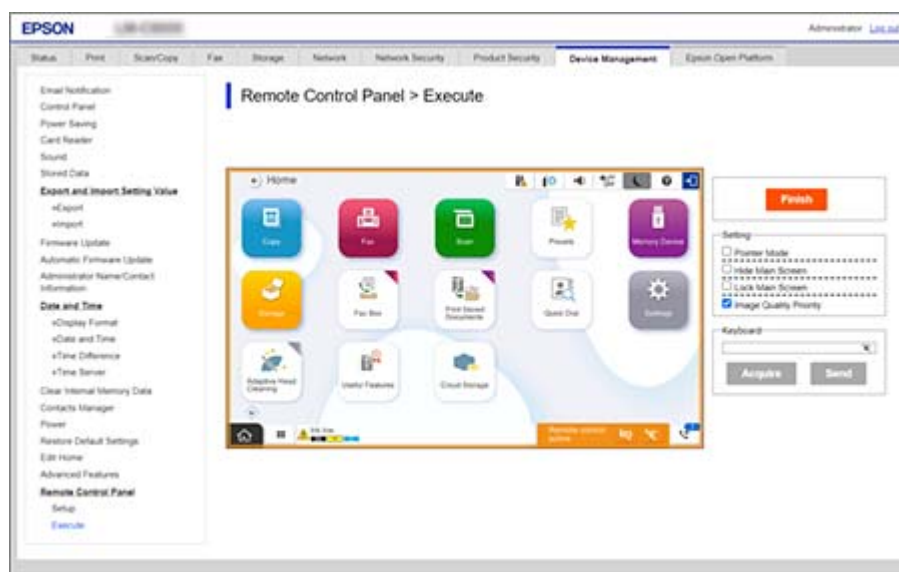 EPSON
Administrator Log out
Status Print Scan/Copy Fax Storage Network Network Security Product Security Device Management Epson Open Platform
Email Notification
Control Panel
Power Saving
Card Reader
Sound
Stored Data
Export and Import Setting Value
»Export
»Import
Firmware Update
Automatic Firmware Update
Administrator Name/Contact
Information
Date and Time
»Display Format
»Date and Time
»Time Difference
»Time Server
Clear Internal Memory Data
Contacts Manager
Power
Restore Default Settings
Edit Home
Advanced Features
Remote Control Panel
Setup
Execute
Remote Control Panel > Execute
Home
Copy Fax Scan Presets Memory Device
Storage Fax Box Print Saved
Documents Quick Dial Settings
Adaptive Head
Cleaning Useful Features Cloud Storage
Remote control
active
Finish
Setting
Pointer Mode
Hide Main Screen
Lock Main Screen
Image Quality Priority
Keyboard
Acquire Send